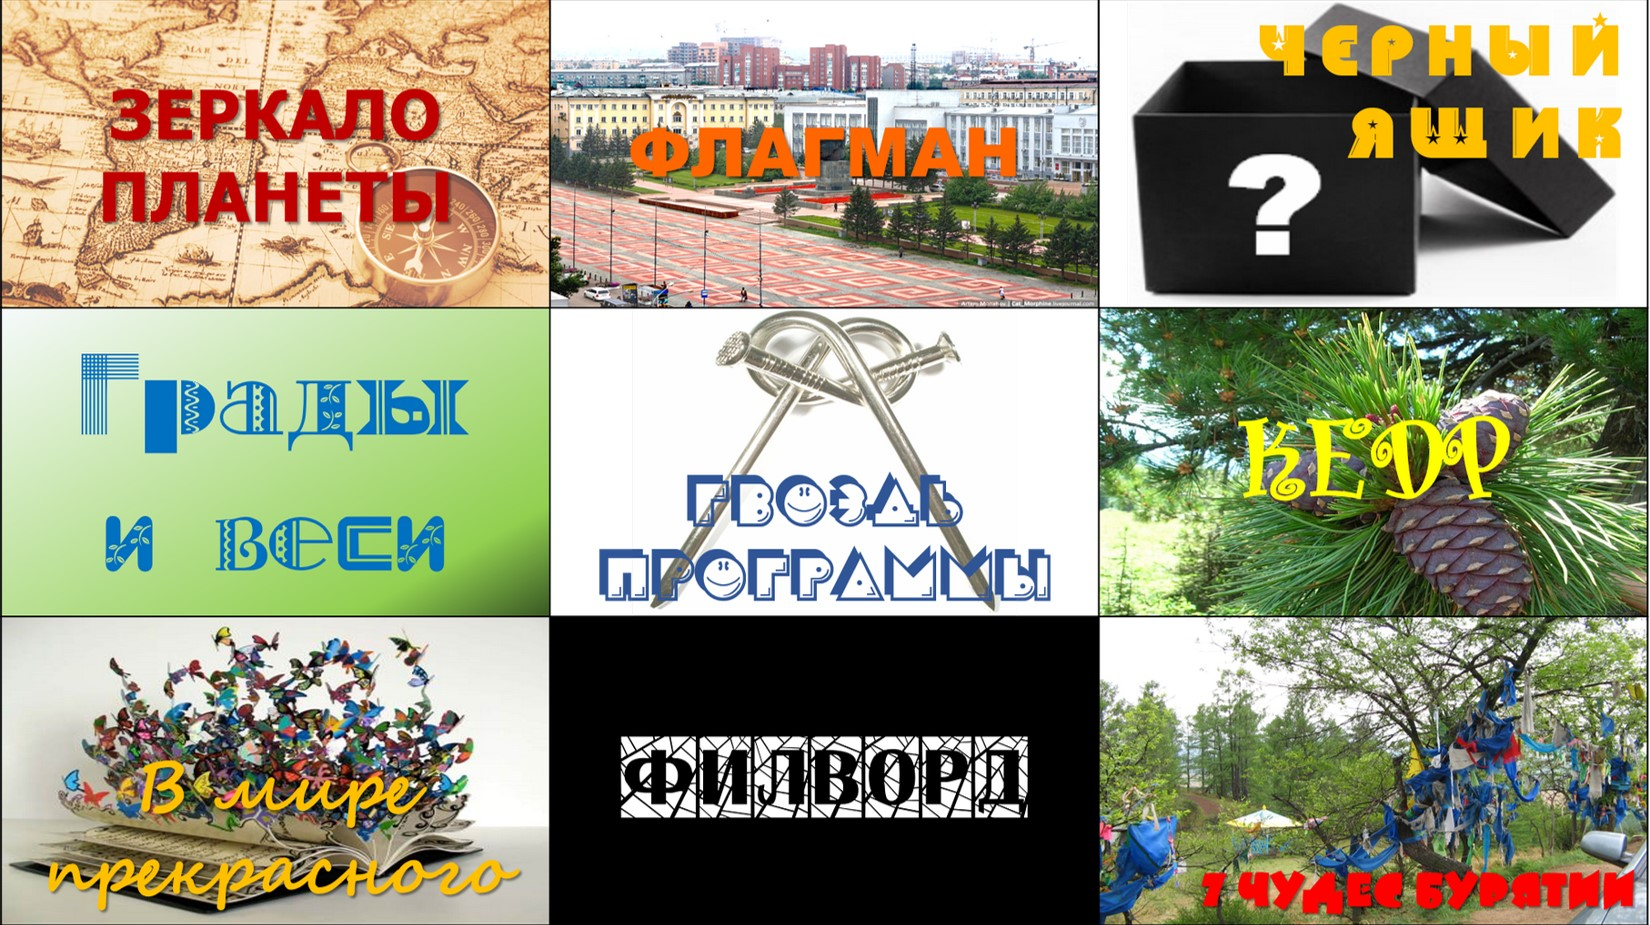 ЗЕРКАЛО
ПЛАНЕТЫ
ФЛАГМАН
ЧЕРНЫЙ
ЯЩИК
?
Грады
и веси
ГВОЗДЬ
ПРОГРАММЫ
КЕДР
В мире
прекрасного
ФИЛВОРД
7 ЧУДЕС БУРЯТИИ